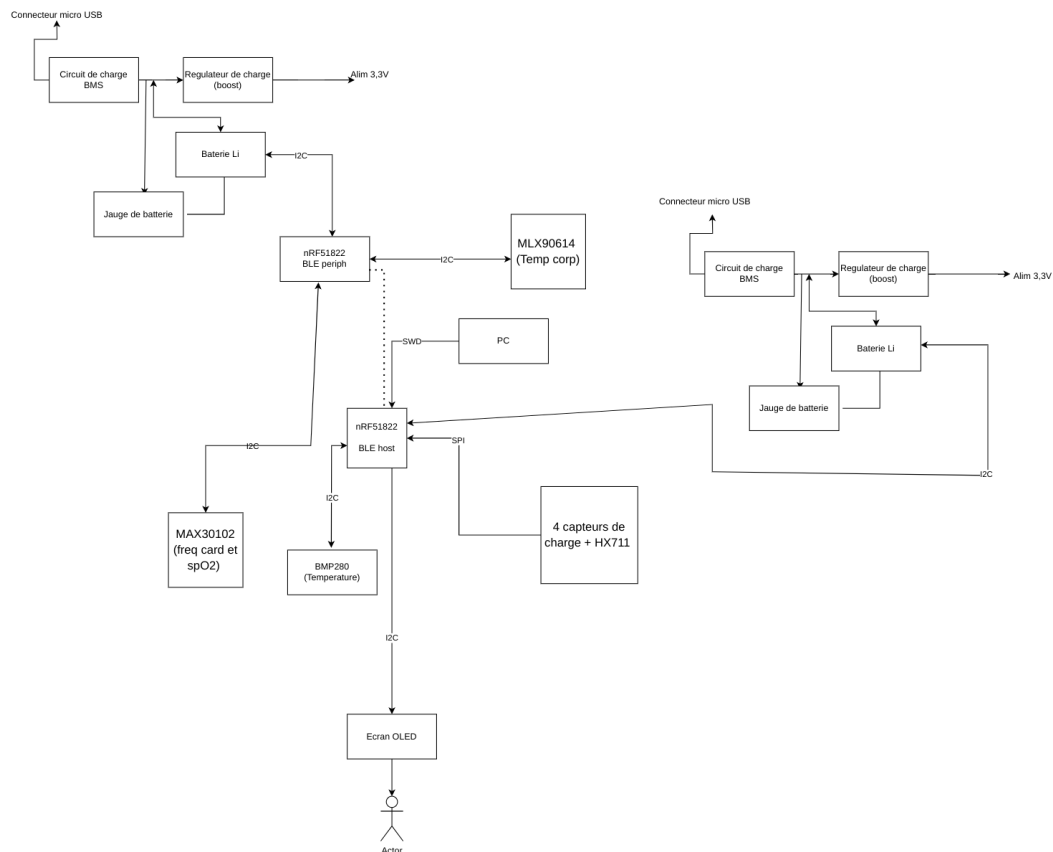 Connecteur micro USB
Circuit de charge
BMS
Regulateur de charge
(boost)
Alim 3,3V
Baterie Li
I2C
Jauge de batterie
nRF51822
BLE periph
I2C
MLX90614
(Temp corp)
Connecteur micro USB
Circuit de charge
BMS
Regulateur de charge
(boost)
Alim 3,3V
Baterie Li
Jauge de batterie
I2C
SWD
PC
nRF51822
BLE host
SPI
I2C
I2C
MAX30102
(freq card et
spO2)
BMP280
(Temperature)
4 capteurs de
charge + HX711
I2C
Ecran OLED
Actor